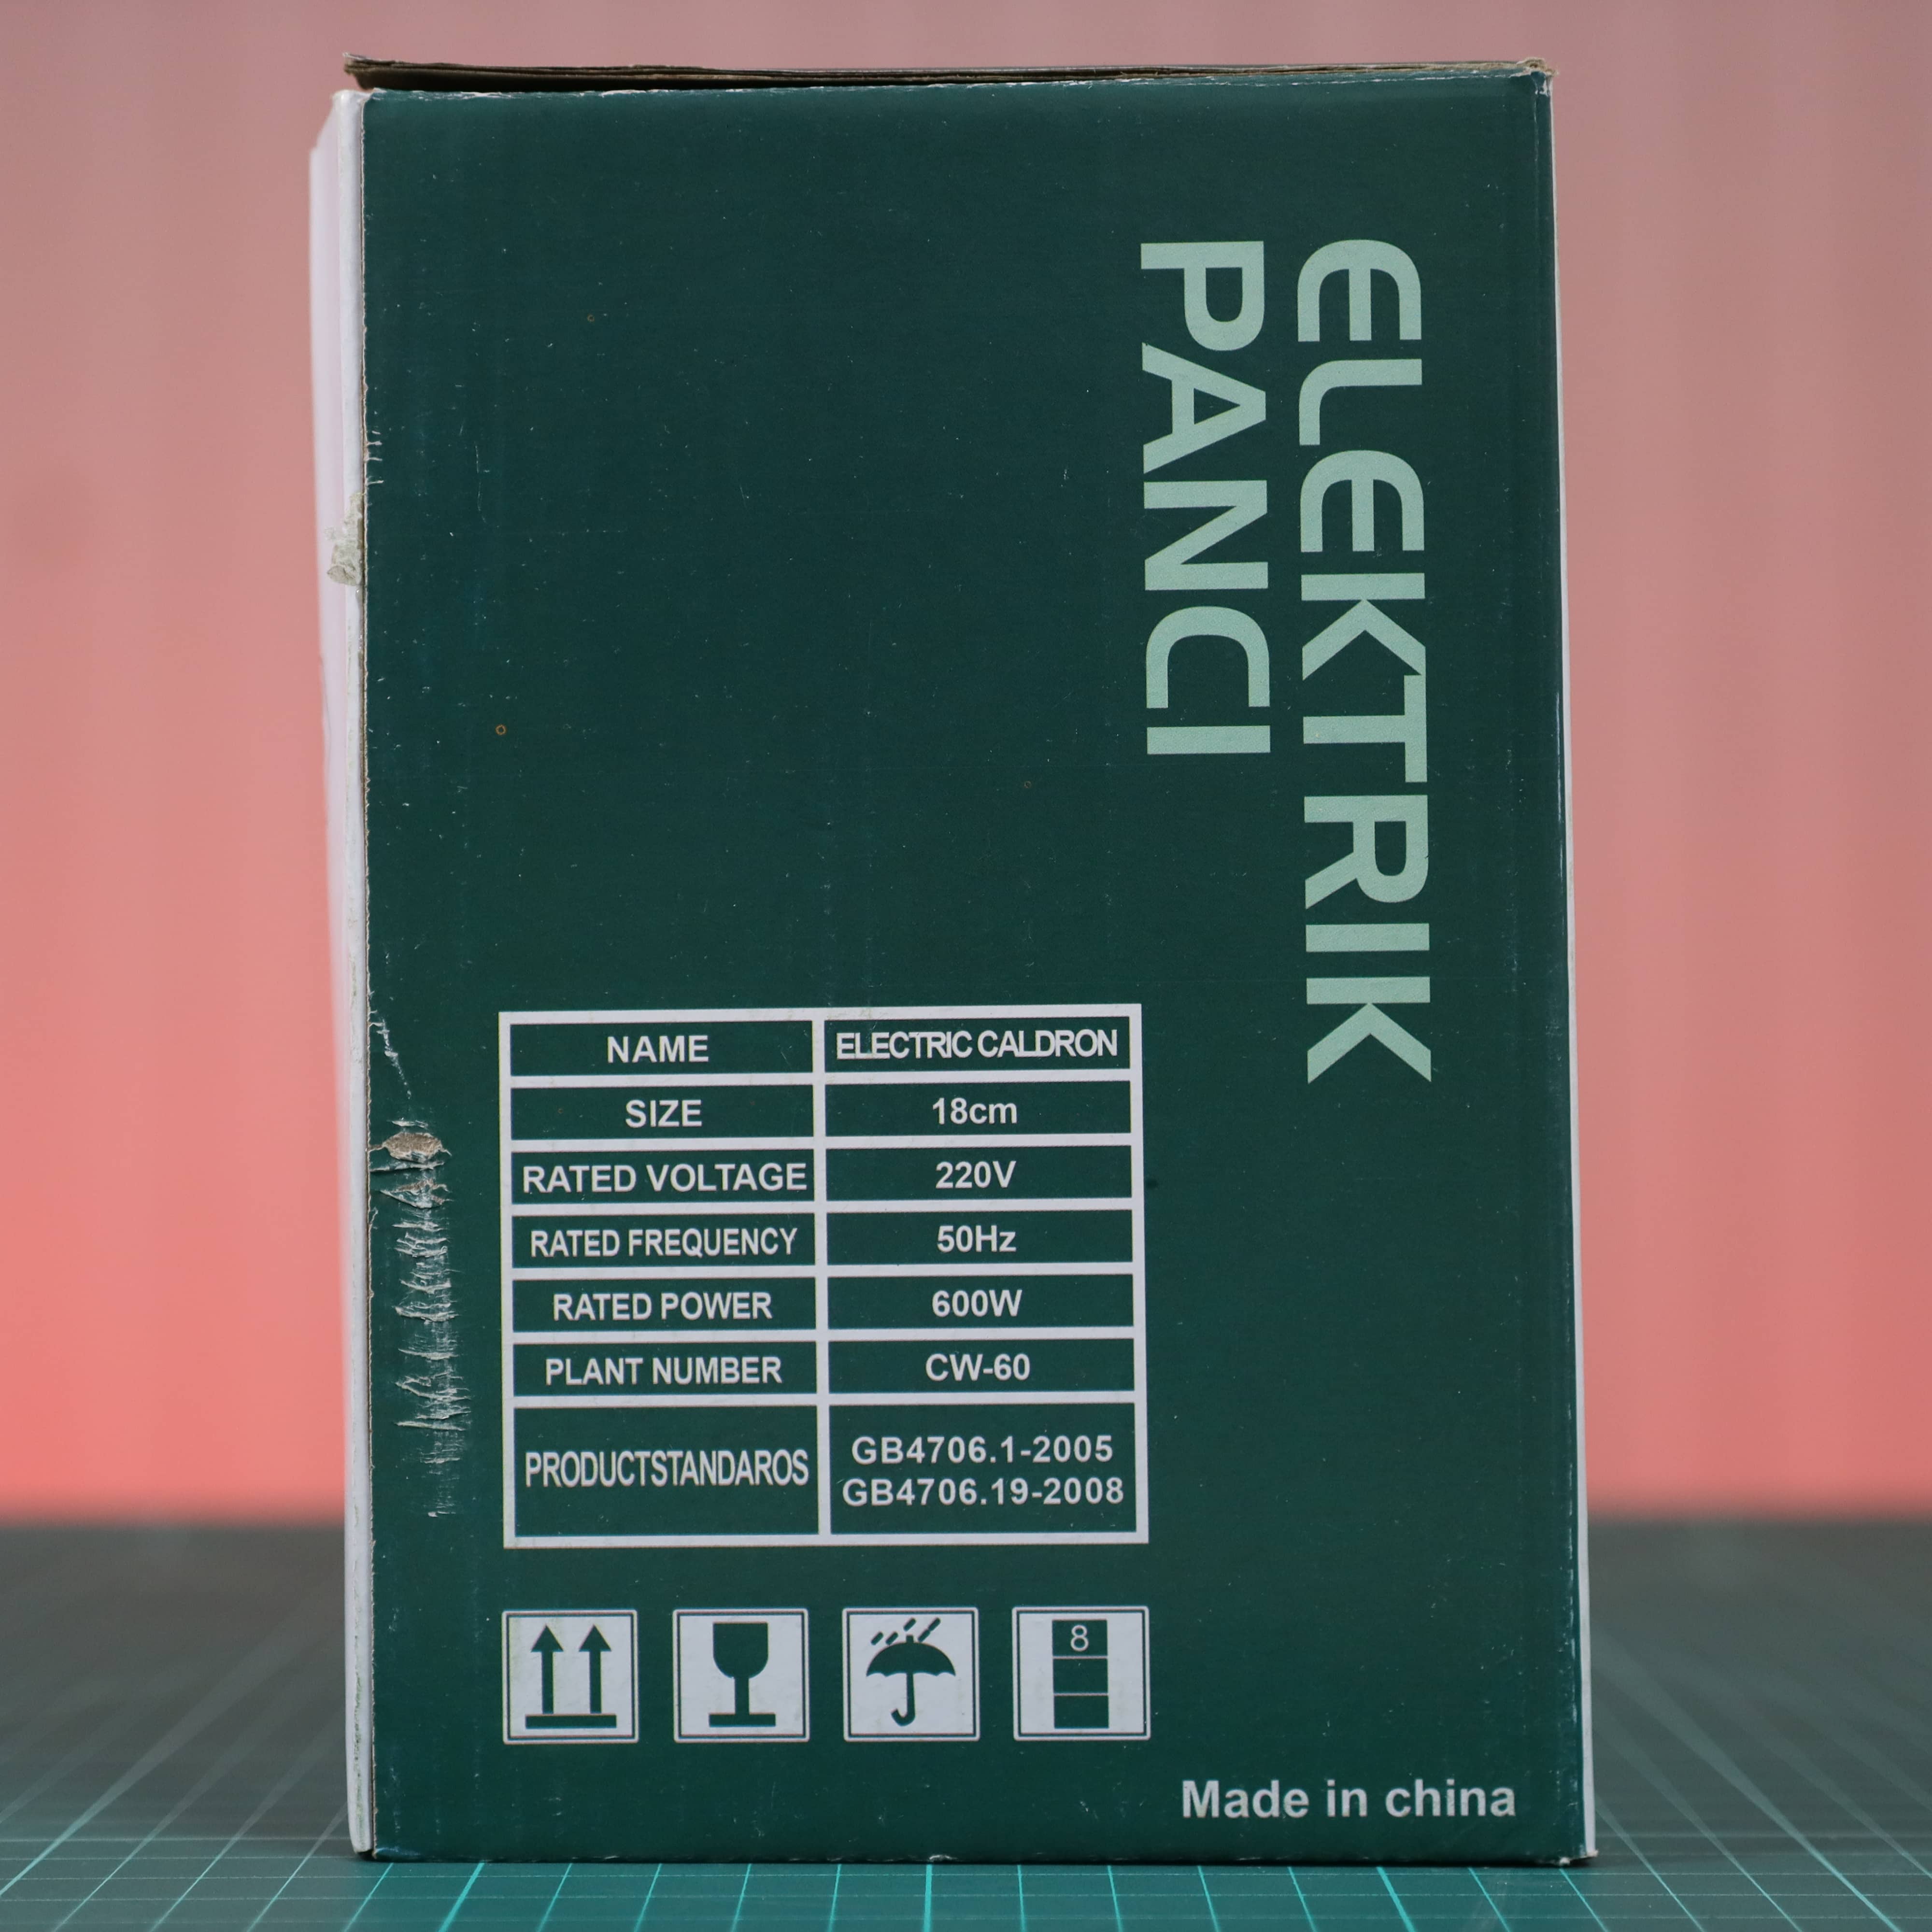 ELEKTRIK
PANCI
NAME ELECTRIC CALDRON
SIZE 18cm
RATED VOLTAGE 220V
RATED FREQUENCY 50Hz
RATED POWER 600W
PLANT NUMBER CW-60
PRODUCTSTANDAROS GB4706.1-2005
GB4706.19-2008
8
Made in china